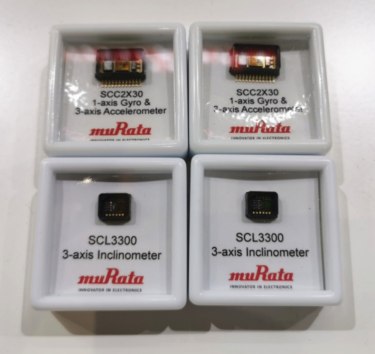 SCC2X30
1-axis Gyro &
3-axis Accelerometer
muRata
INNOVATOR IN ELECTRONICS
SCC2X30
1-axis Gyro &
3-axis Accelerometer
muRata
INNOVATOR IN ELECTRONICS
SCL3300
3-axis Inclinometer
muRata
INNOVATOR IN ELECTRONICS
SCL3300
3-axis Inclinometer
muRata
INNOVATOR IN ELECTRONICS